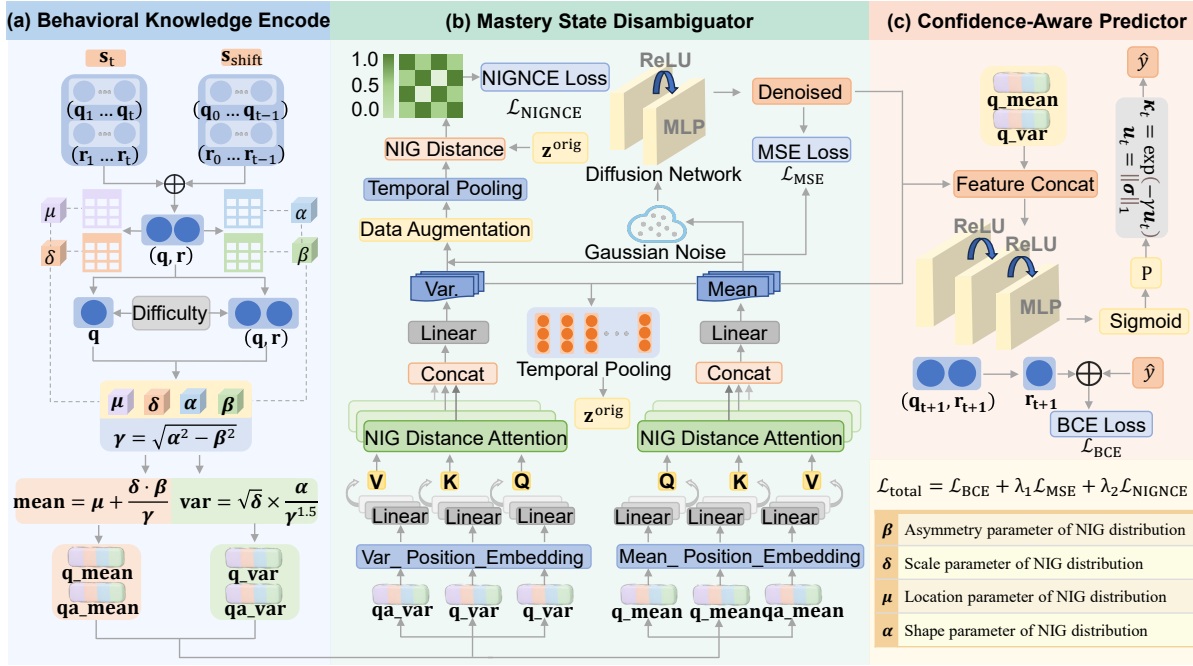 (a) Behavioral Knowledge Encode
s_t
s_shift
(q_1 ... q_t)
(q_0 ... q_{t-1})
(r_1 ... r_t)
(r_0 ... r_{t-1})
μ
α
δ
β
(q, r)
Difficulty
q
(q, r)
μ δ α β
γ = √(α² − β²)
mean = μ + (δ · β)/γ
var = √δ × α/γ^{1.5}
q_mean
qa_mean
q_var
qa_var
(b) Mastery State Disambiguator
1.0
0.5
0.0
NIGNCE Loss
ℒ_NIGNCE
ReLU
MLP
Denoised
NIG Distance
z^orig
MSE Loss
ℒ_MSE
Temporal Pooling
Diffusion Network
Data Augmentation
Gaussian Noise
Var.
Mean
Linear
Linear
Concat
Temporal Pooling
Concat
z^orig
NIG Distance Attention
NIG Distance Attention
V K Q
Q K V
Linear Linear Linear
Linear Linear Linear
Var_ Position_Embedding
Mean_ Position_Embedding
qa_var q_var q_var
q_mean q_mean qa_mean
(c) Confidence-Aware Predictor
q_mean
q_var
ŷ
κ_t = exp(−γu_t)
u_t = ||σ||_1
Feature Concat
ReLU
ReLU
MLP
P
Sigmoid
(q_{t+1}, r_{t+1})
r_{t+1}
ŷ
BCE Loss
ℒ_BCE
ℒ_total = ℒ_BCE + λ_1ℒ_MSE + λ_2ℒ_NIGNCE
β Asymmetry parameter of NIG distribution
δ Scale parameter of NIG distribution
μ Location parameter of NIG distribution
α Shape parameter of NIG distribution